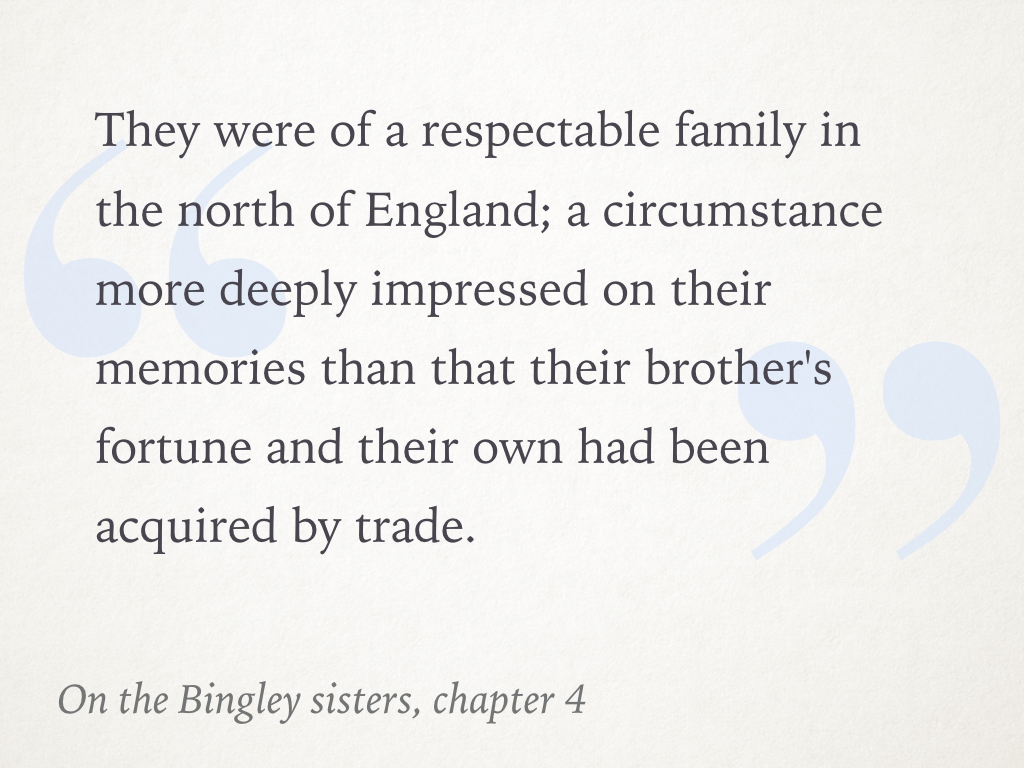 They were of a respectable family in
the north of England; a circumstance
more deeply impressed on their
memories than that their brother's
fortune and their own had been
acquired by trade.
On the Bingley sisters, chapter 4